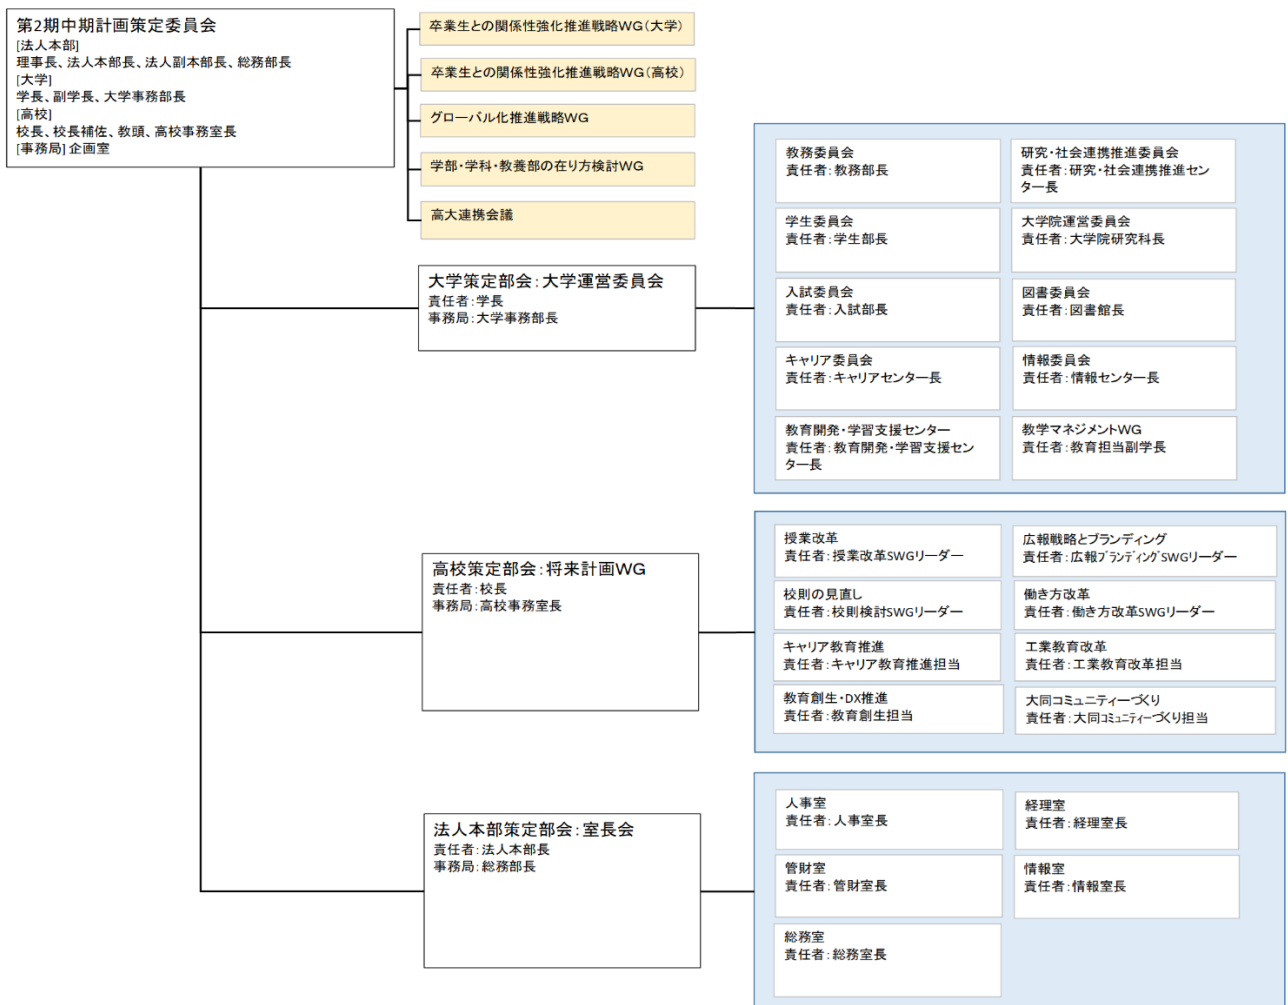 第2期中期計画策定委員会
[法人本部]
理事長、法人本部長、法人副本部長、総務部長
[大学]
学長、副学長、大学事務部長
[高校]
校長、校長補佐、教頭、高校事務室長
[事務局] 企画室
卒業生との関係性強化推進戦略WG(大学)
卒業生との関係性強化推進戦略WG(高校)
グローバル化推進戦略WG
学部・学科・教養部の在り方検討WG
高大連携会議
大学策定部会：大学運営委員会
責任者：学長
事務局：大学事務部長
教務委員会
責任者：教務部長
研究・社会連携推進委員会
責任者：研究・社会連携推進セン
ター長
学生委員会
責任者：学生部長
大学院運営委員会
責任者：大学院研究科長
入試委員会
責任者：入試部長
図書委員会
責任者：図書館長
キャリア委員会
責任者：キャリアセンター長
情報委員会
責任者：情報センター長
教育開発・学習支援センター
責任者：教育開発・学習支援セン
ター長
教学マネジメントWG
責任者：教育担当副学長
高校策定部会：将来計画WG
責任者：校長
事務局：高校事務室長
授業改革
責任者：授業改革SWGリーダー
広報戦略とブランディング
責任者：広報ﾌﾞﾗﾝﾃﾞｨﾝｸﾞSWGリーダー
校則の見直し
責任者：校則検討SWGリーダー
働き方改革
責任者：働き方改革SWGリーダー
キャリア教育推進
責任者：キャリア教育推進担当
工業教育改革
責任者：工業教育改革担当
教育創生・DX推進
責任者：教育創生担当
大同コミュニティーづくり
責任者：大同ｺﾐｭﾆﾃｨｰづくり担当
法人本部策定部会：室長会
責任者：法人本部長
事務局：総務部長
人事室
責任者：人事室長
経理室
責任者：経理室長
管財室
責任者：管財室長
情報室
責任者：情報室長
総務室
責任者：総務室長